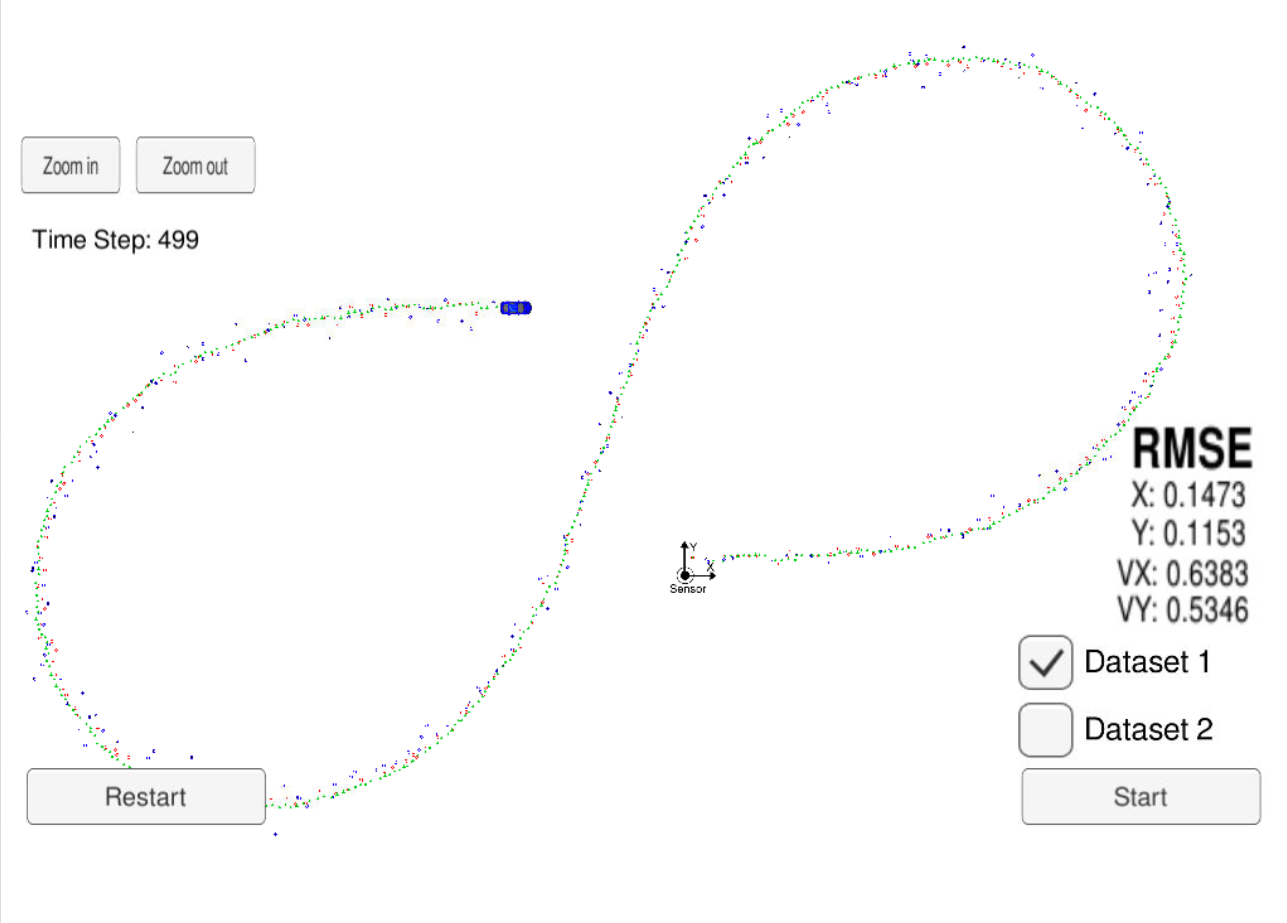 Zoom in
Zoom out
Time Step: 499
RMSE
X: 0.1473
Y: 0.1153
VX: 0.6383
VY: 0.5346
Y
X
Sensor
Dataset 1
Dataset 2
Restart
Start